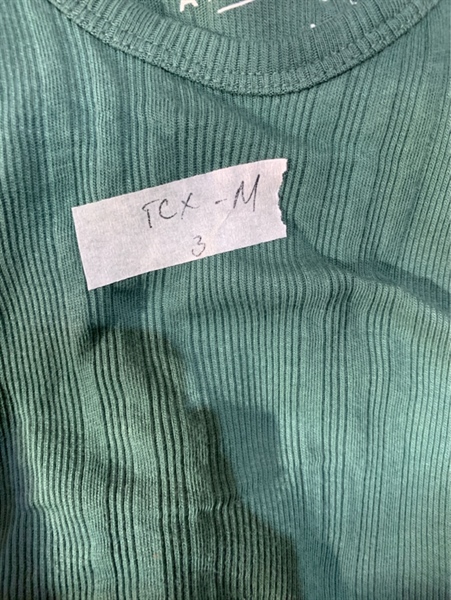 TCX - M
3